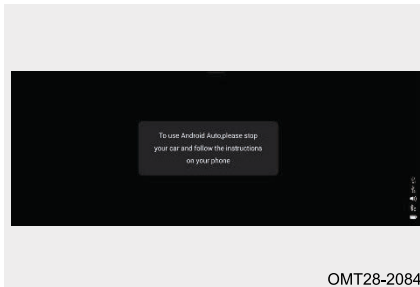 To use Android Auto,please stop
your car and follow the instructions
on your phone
OMT28-2084